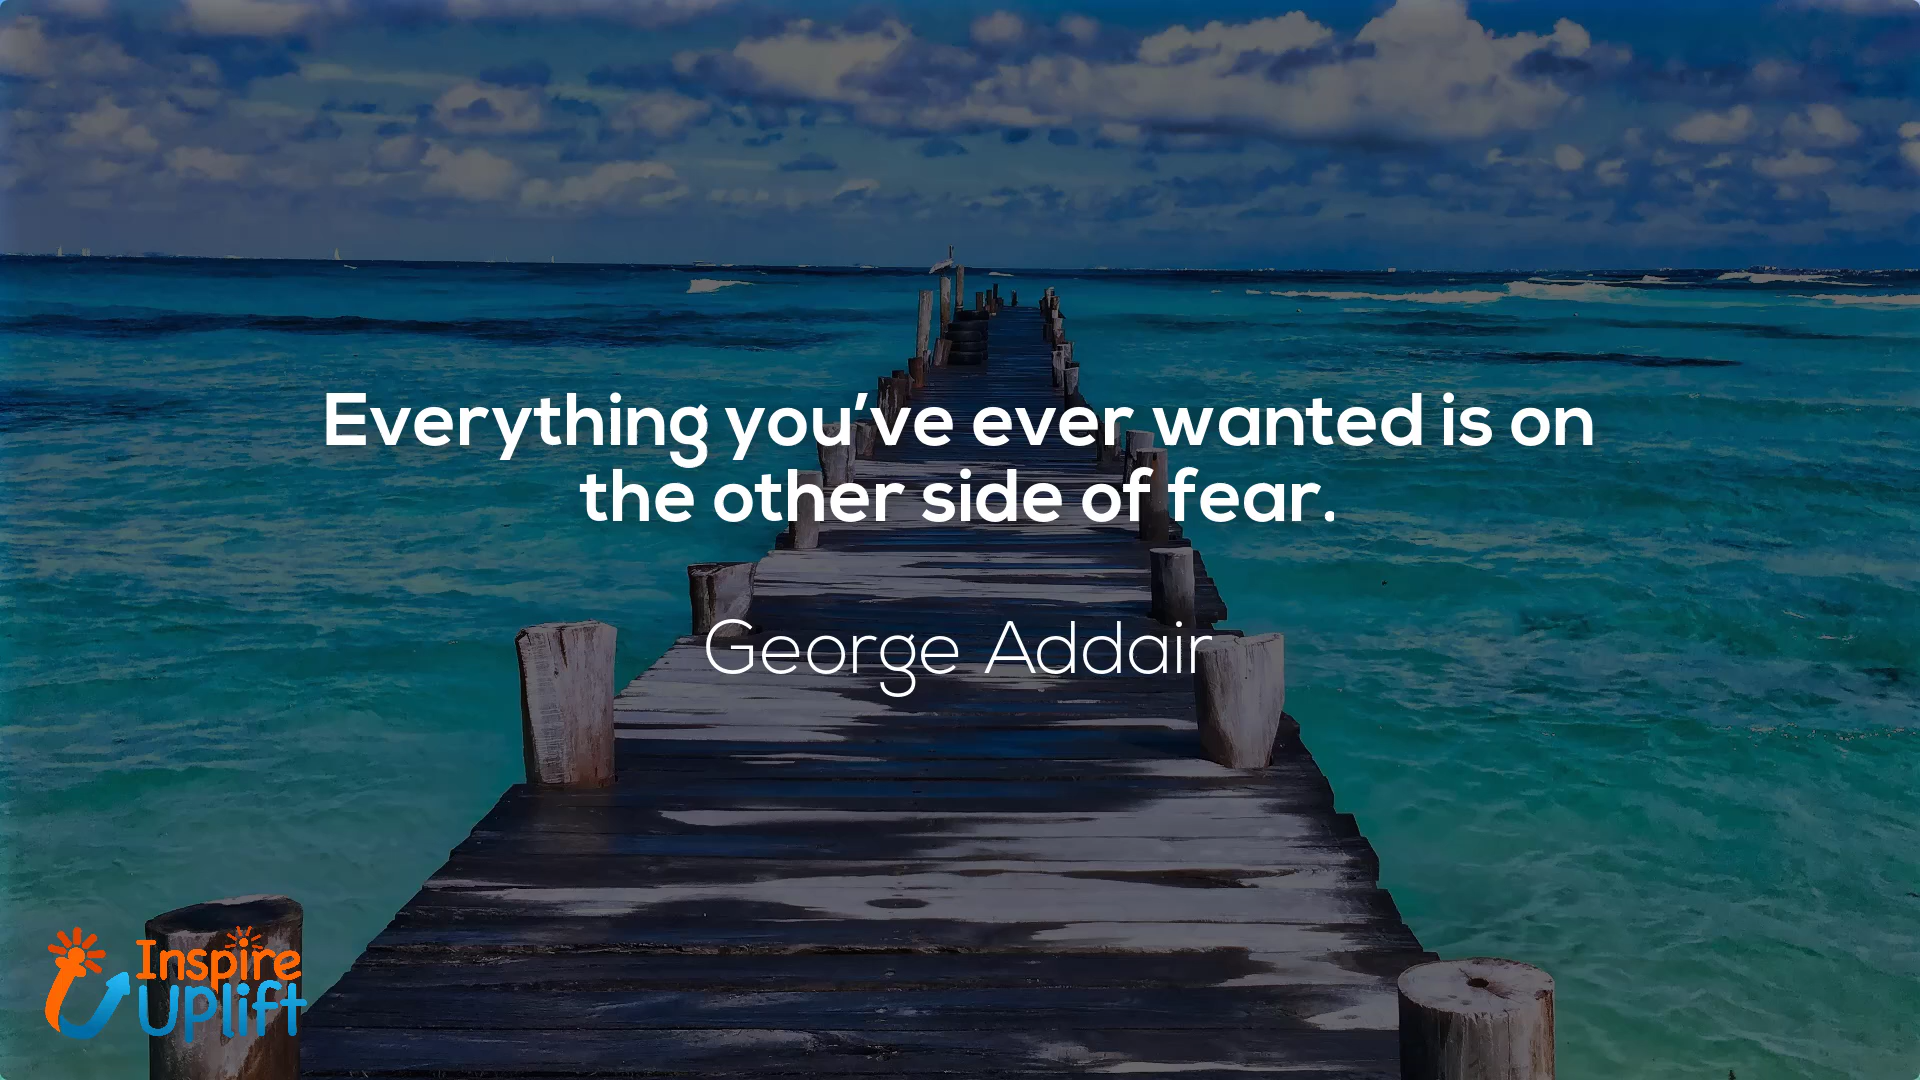 Everything you’ve ever wanted is on
the other side of fear.
George Addair
Inspire
Uplift